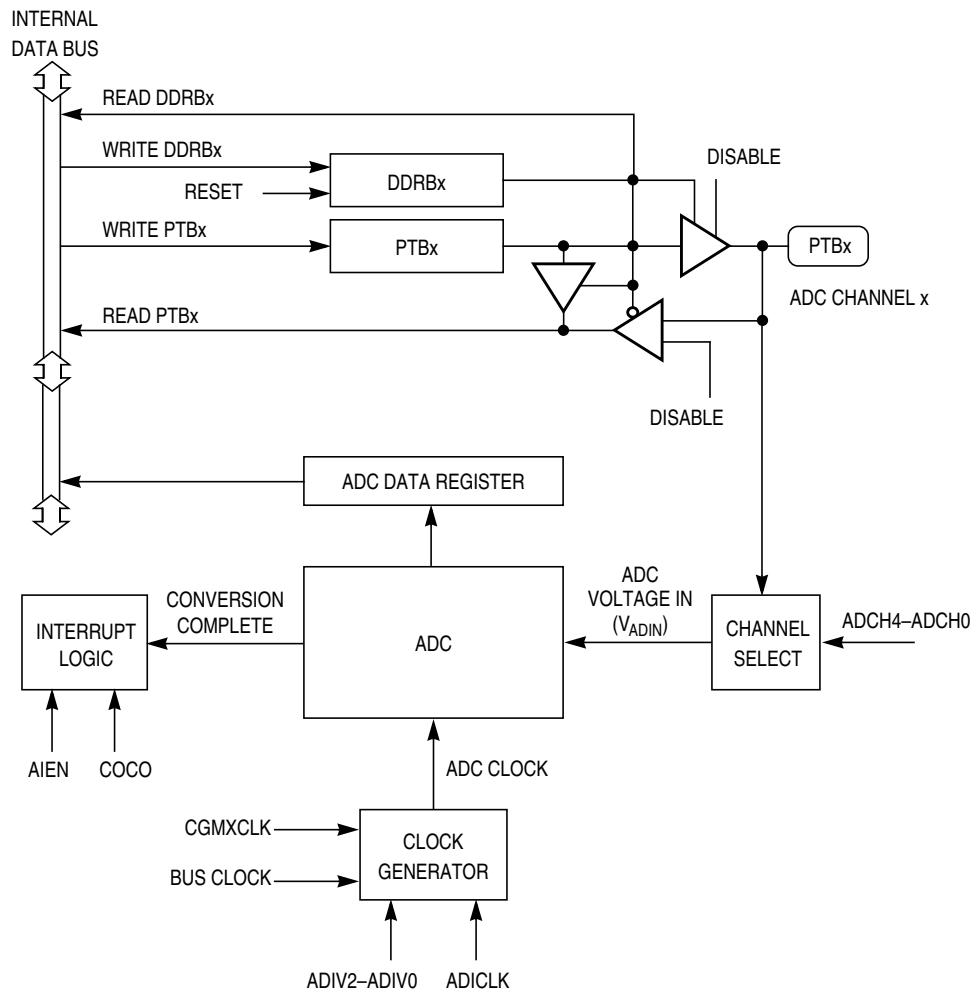 INTERNAL
DATA BUS
READ DDRBx
WRITE DDRBx
DISABLE
DDRBx
RESET
WRITE PTBx
PTBx
PTBx
ADC CHANNEL x
READ PTBx
DISABLE
ADC DATA REGISTER
INTERRUPT
LOGIC
CONVERSION
COMPLETE
ADC
ADC
VOLTAGE IN
(VADIN)
CHANNEL
SELECT
ADCH4–ADCH0
AIEN
COCO
ADC CLOCK
CGMXCLK
BUS CLOCK
CLOCK
GENERATOR
ADIV2–ADIV0
ADICLK